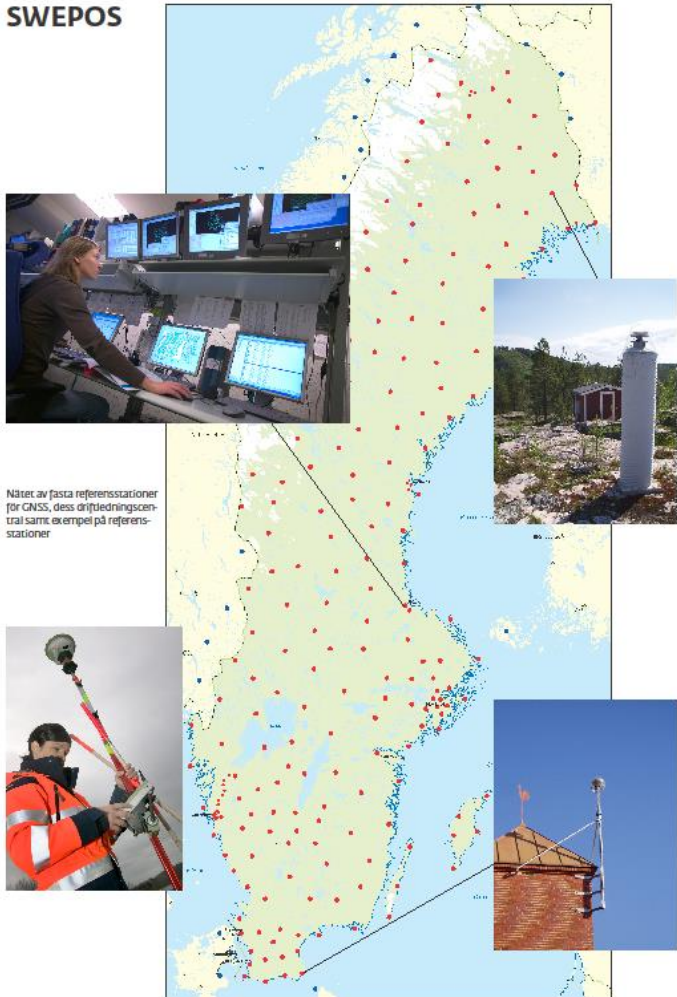 SWEPOS
Nätet av fasta referensstationer
för GNSS, dess driftledningscen-
tral samt exempel på referens-
stationer